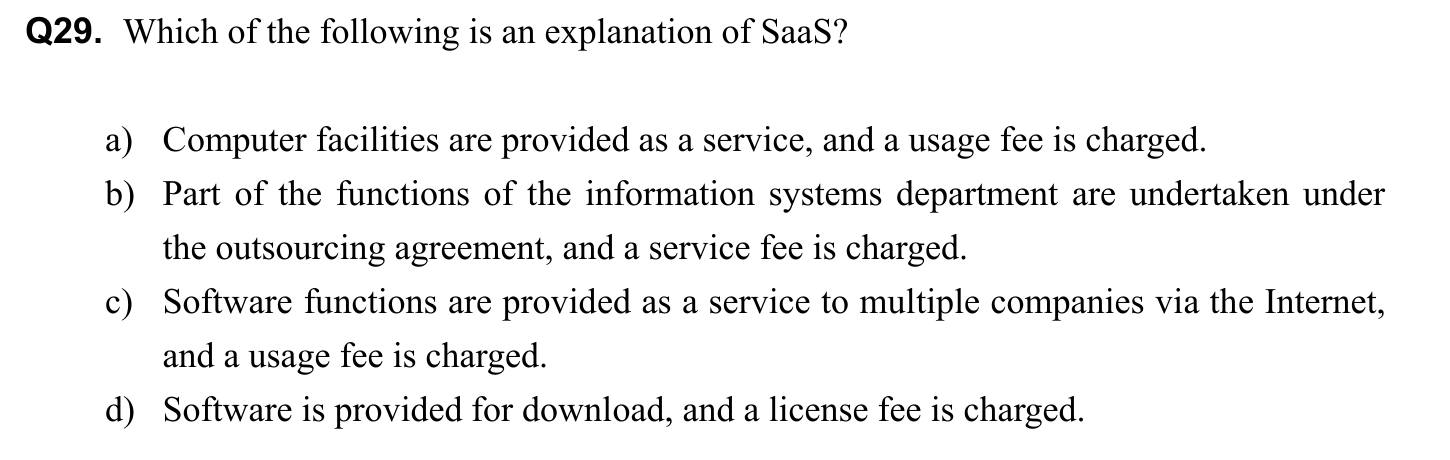 Q29. Which of the following is an explanation of SaaS?
a) Computer facilities are provided as a service, and a usage fee is charged.
b) Part of the functions of the information systems department are undertaken under
the outsourcing agreement, and a service fee is charged.
c) Software functions are provided as a service to multiple companies via the Internet,
and a usage fee is charged.
d) Software is provided for download, and a license fee is charged.